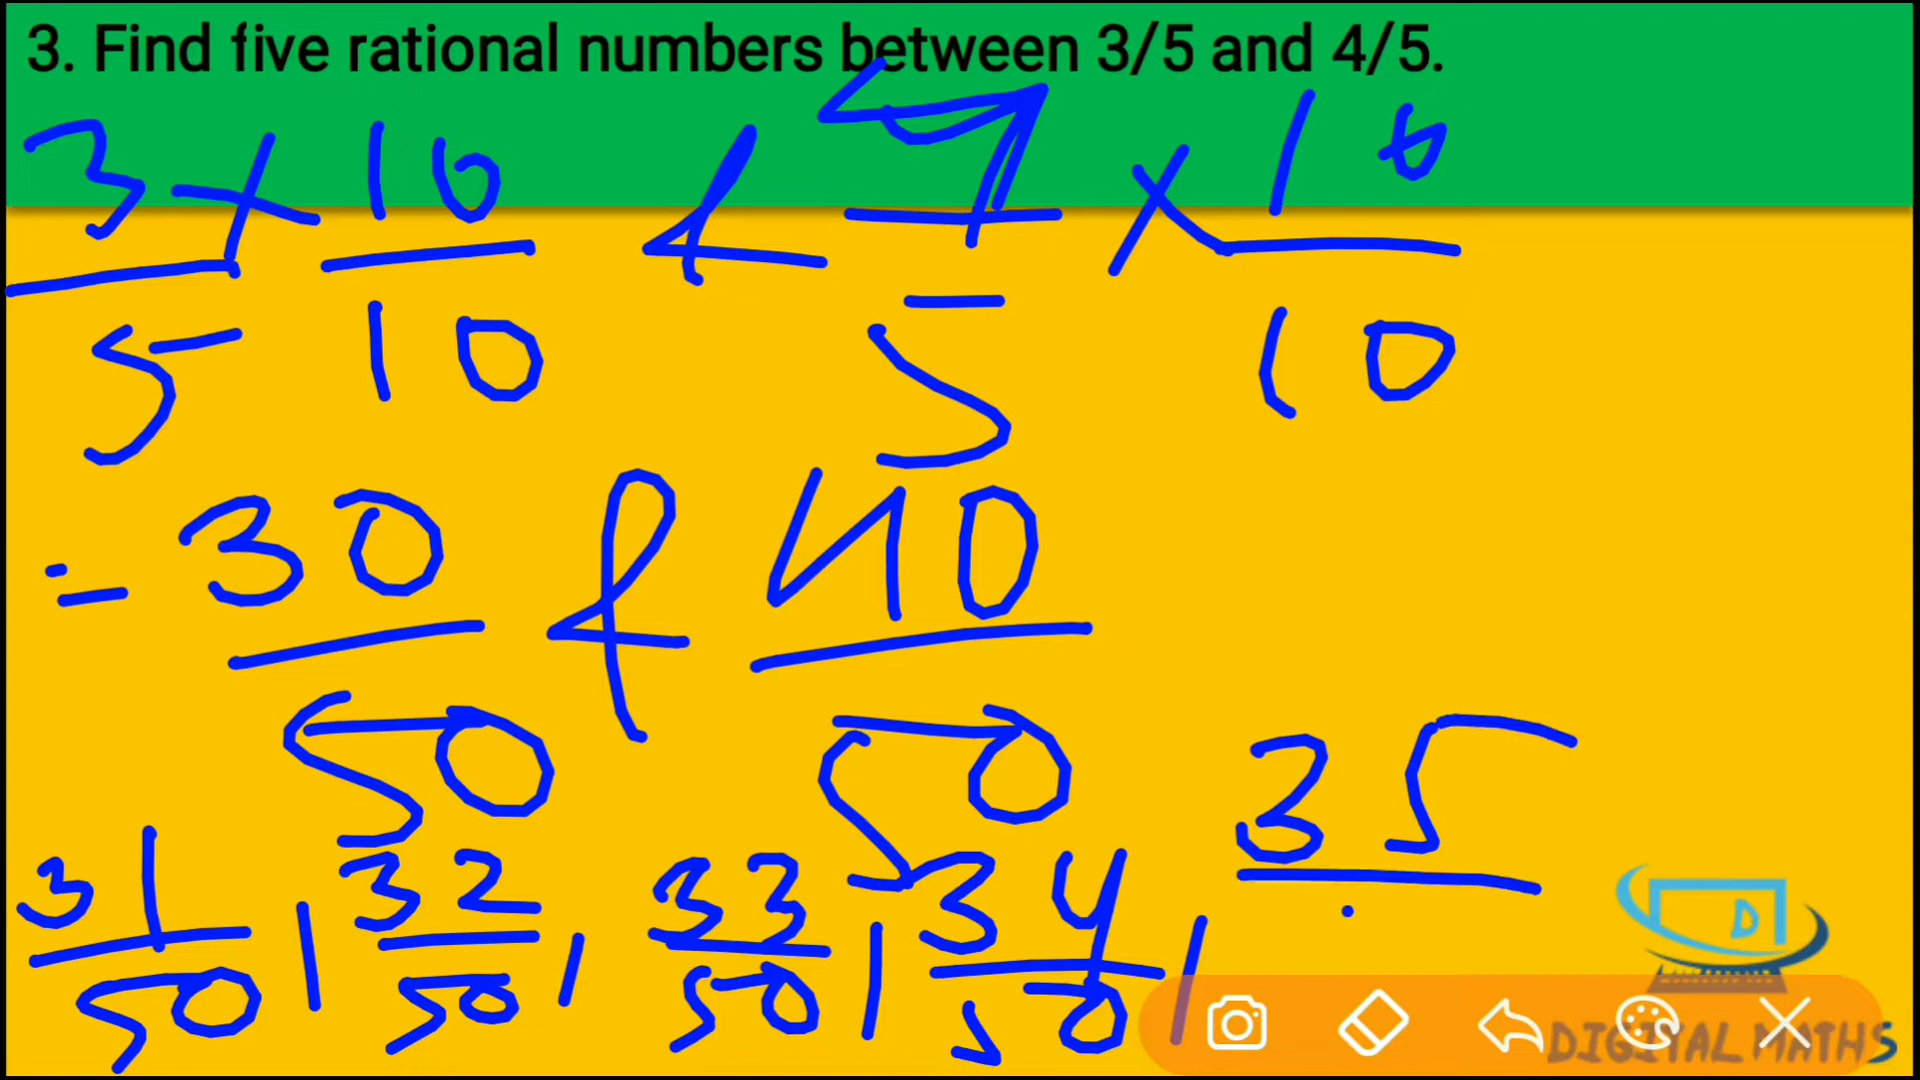 3. Find five rational numbers between 3/5 and 4/5.
3/5 × 10/10 & 4/5 × 10/10
= 30/50 & 40/50
31/50, 32/50, 33/50, 34/50, 35
D
DIGITAL MATHS